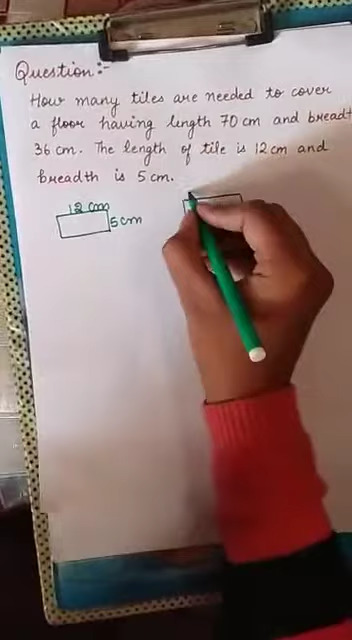 Question:-
How many tiles are needed to cover
a floor having length 70 cm and breadth
36 cm. The length of tile is 12 cm and
breadth is 5 cm.
12 cm
5 cm